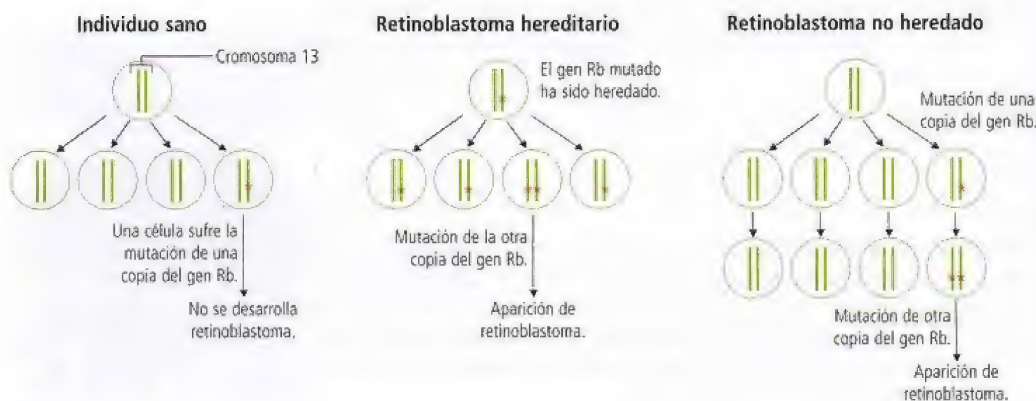 Individuo sano
Cromosoma 13
Una célula sufre la
mutación de una
copia del gen Rb.
No se desarrolla
retinoblastoma.
Retinoblastoma hereditario
El gen Rb mutado
ha sido heredado.
Mutación de la otra
copia del gen Rb.
Aparición de
retinoblastoma.
Retinoblastoma no heredado
Mutación de una
copia del gen Rb.
Mutación de otra
copia del gen Rb.
Aparición de
retinoblastoma.